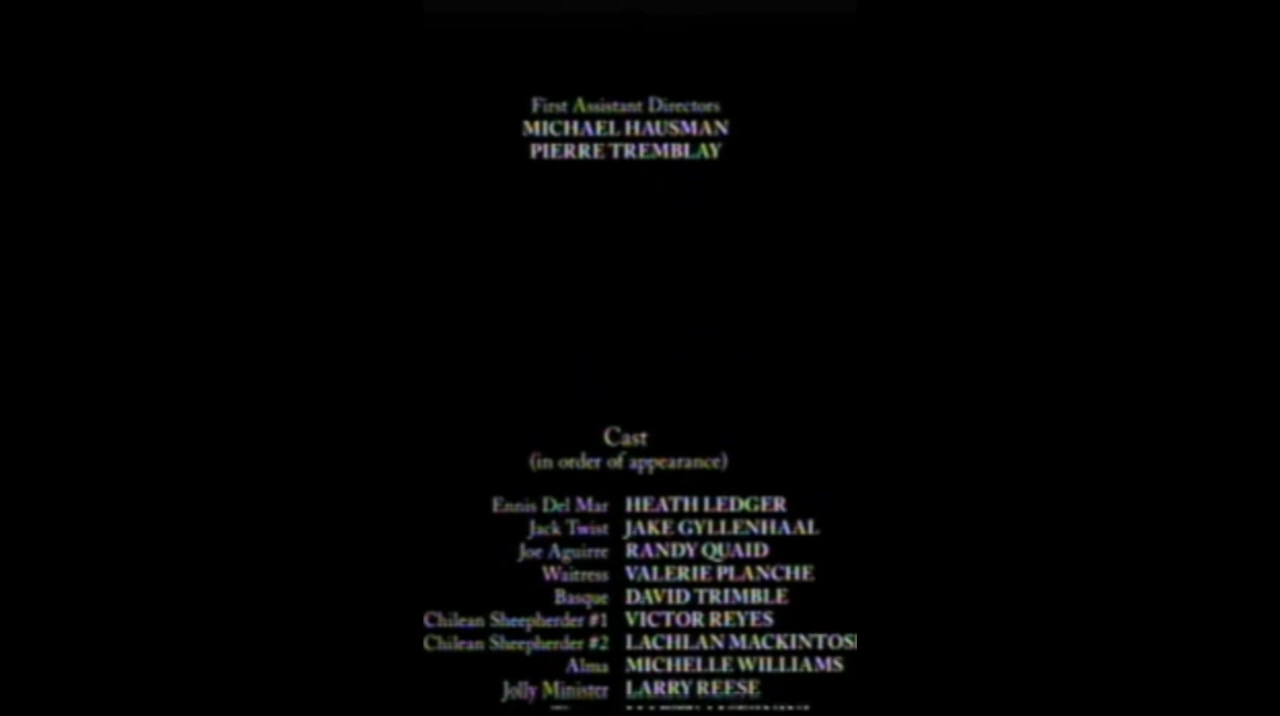 First Assistant Directors
MICHAEL HAUSMAN
PIERRE TREMBLAY
Cast
(in order of appearance)
Ennis Del Mar HEATH LEDGER
Jack Twist JAKE GYLLENHAAL
Joe Aguirre RANDY QUAID
Waitress VALERIE PLANCHE
Basque DAVID TRIMBLE
Chilean Sheepherder #1 VICTOR REYES
Chilean Sheepherder #2 LACHLAN MACKINTOS
Alma MICHELLE WILLIAMS
Jolly Minister LARRY REESE